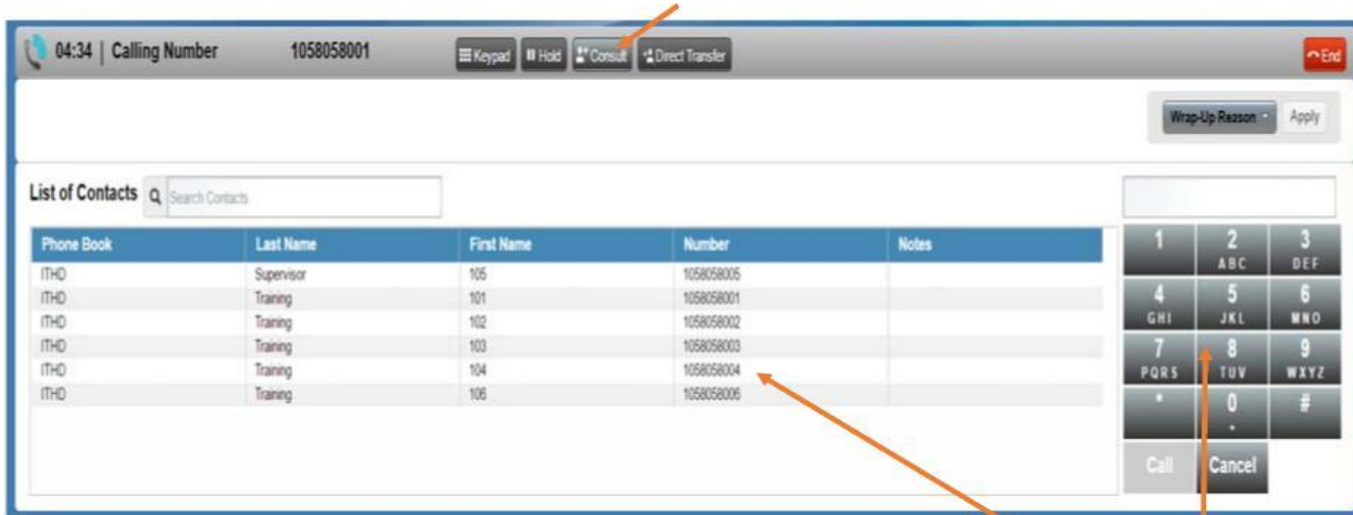 04:34 | Calling Number 1058058001 Keypad Hold Consult Direct Transfer End
Wrap-Up Reason Apply
List of Contacts Search Contacts
Phone Book Last Name First Name Number Notes
ITHD Supervisor 105 1058058005
ITHD Training 101 1058058001
ITHD Training 102 1058058002
ITHD Training 103 1058058003
ITHD Training 104 1058058004
ITHD Training 106 1058058006
1 2 3
ABC DEF
4 5 6
GHI JKL MNO
7 8 9
PQRS TUV WXYZ
* 0 #
+
Call Cancel